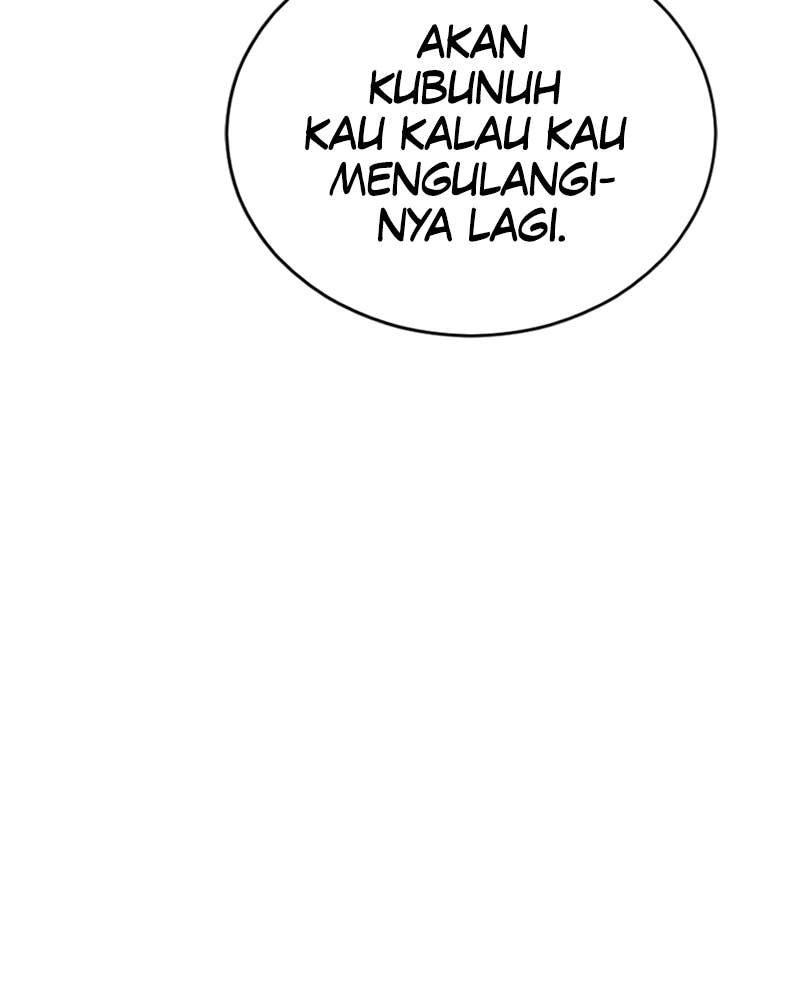 AKAN
KUBUNUH
KAU KALAU KAU
MENGULANGI-
NYA LAGI.